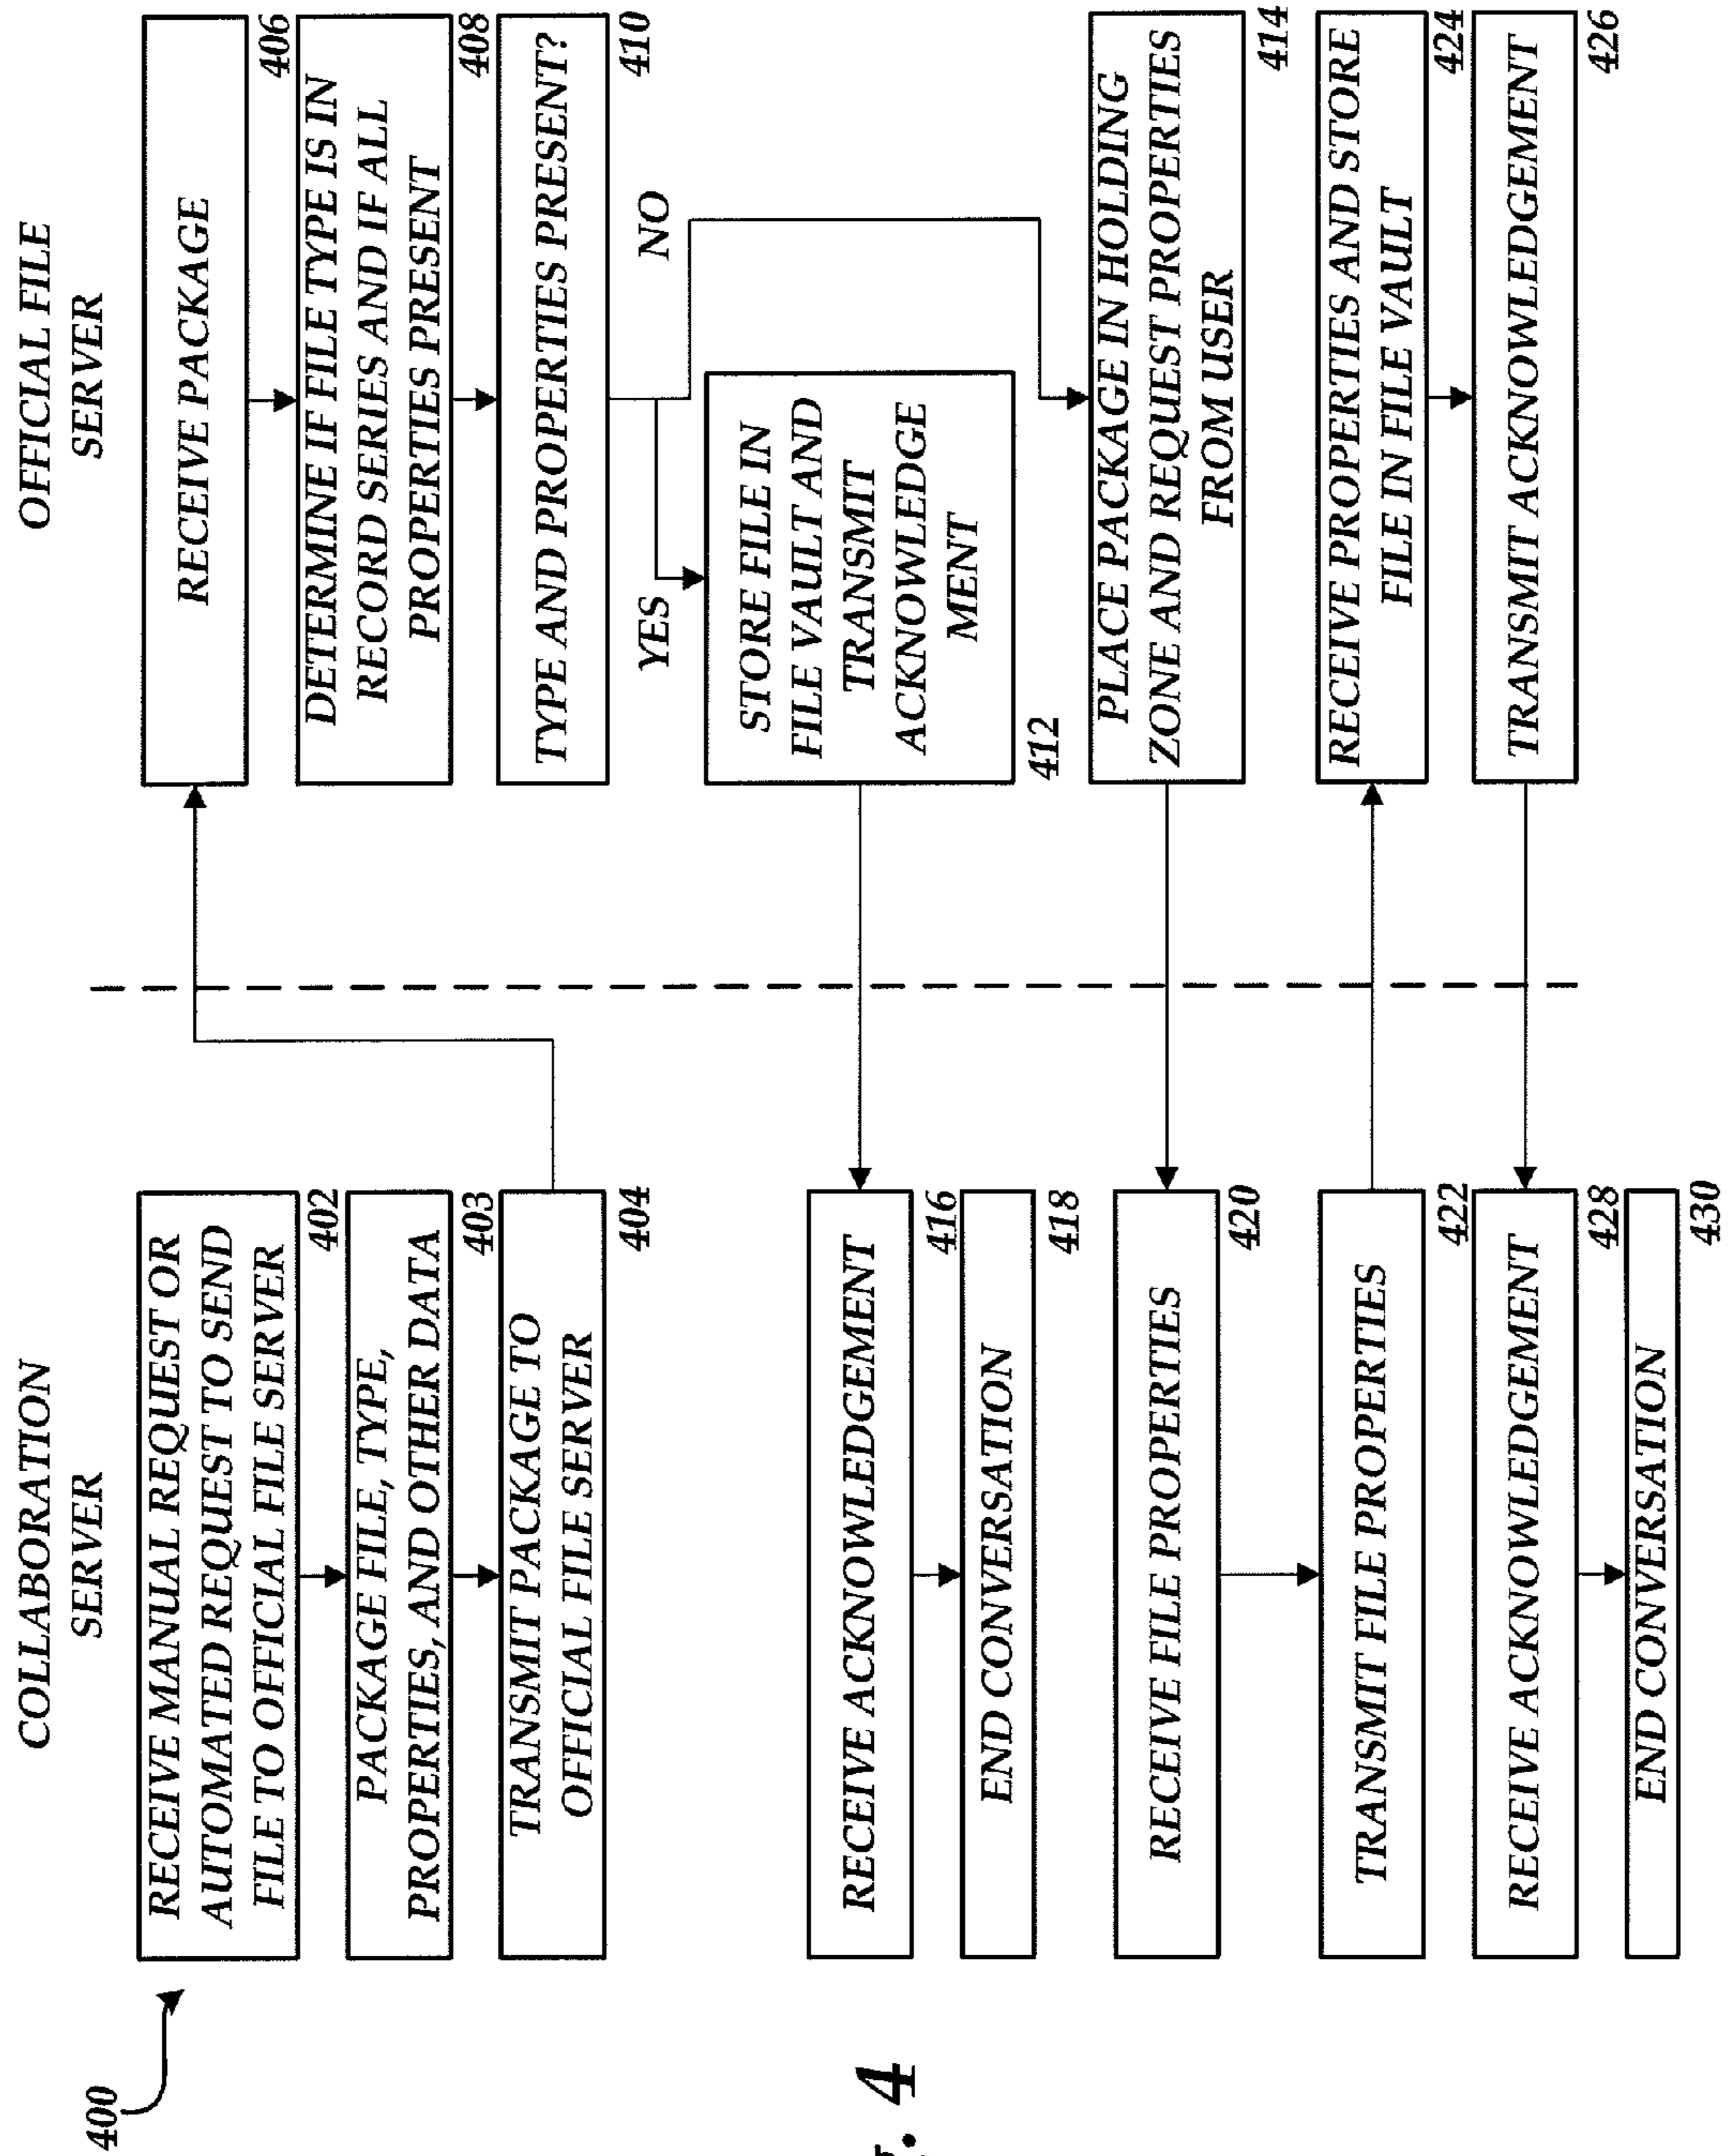 400
COLLABORATION
SERVER
RECEIVE MANUAL REQUEST OR
AUTOMATED REQUEST TO SEND
FILE TO OFFICIAL FILE SERVER
402
PACKAGE FILE, TYPE,
PROPERTIES, AND OTHER DATA
403
TRANSMIT PACKAGE TO
OFFICIAL FILE SERVER
404
RECEIVE ACKNOWLEDGEMENT
416
END CONVERSATION
418
RECEIVE FILE PROPERTIES
420
TRANSMIT FILE PROPERTIES
422
RECEIVE ACKNOWLEDGEMENT
428
END CONVERSATION
430
OFFICIAL FILE
SERVER
RECEIVE PACKAGE
406
DETERMINE IF FILE TYPE IS IN
RECORD SERIES AND IF ALL
PROPERTIES PRESENT
408
TYPE AND PROPERTIES PRESENT?
410
YES
NO
STORE FILE IN
FILE VAULT AND
TRANSMIT
ACKNOWLEDGE
MENT
412
PLACE PACKAGE IN HOLDING
ZONE AND REQUEST PROPERTIES
FROM USER
414
RECEIVE PROPERTIES AND STORE
FILE IN FILE VAULT
424
TRANSMIT ACKNOWLEDGEMENT
426
4